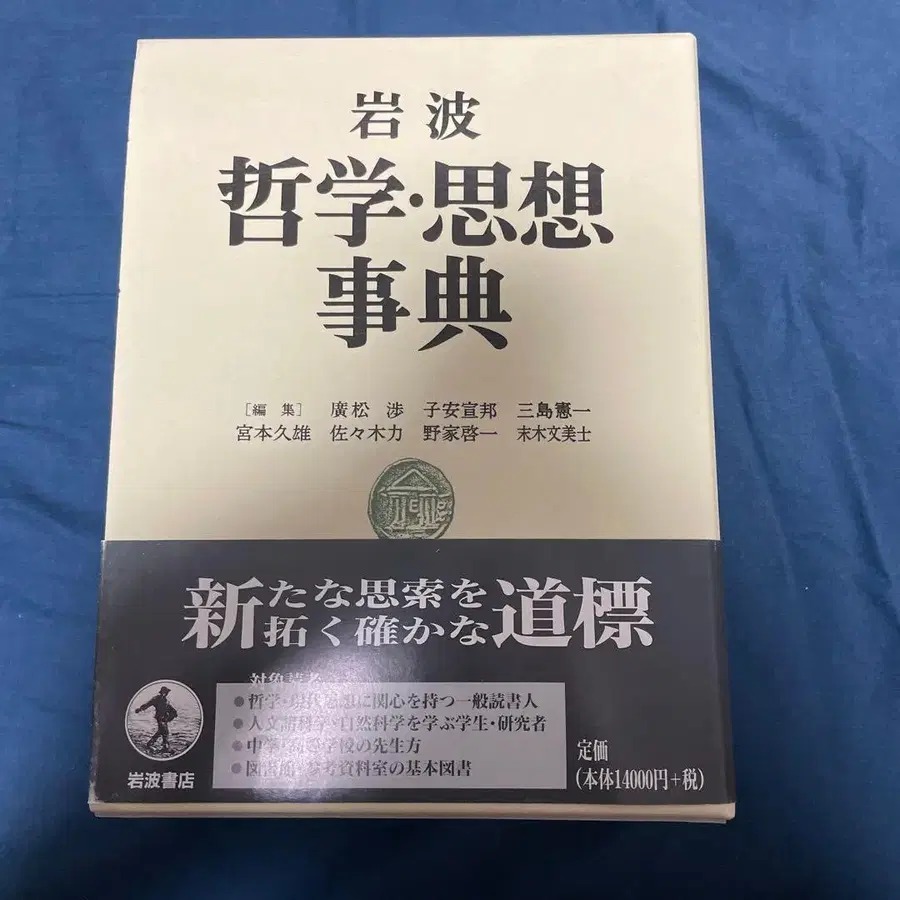 岩波
哲学・思想
事典
［編 集］ 廣松 渉 子安宣邦 三島憲一
宮本久雄 佐々木力 野家啓一 末木文美士
新たな思索を
拓く確かな道標
対象読者
●哲学・現代思想に関心を持つ一般読書人
●人文諸科学・自然科学を学ぶ学生・研究者
●中学・高等学校の先生方
●図書館・参考資料室の基本図書
岩波書店
定価
(本体14000円+税)